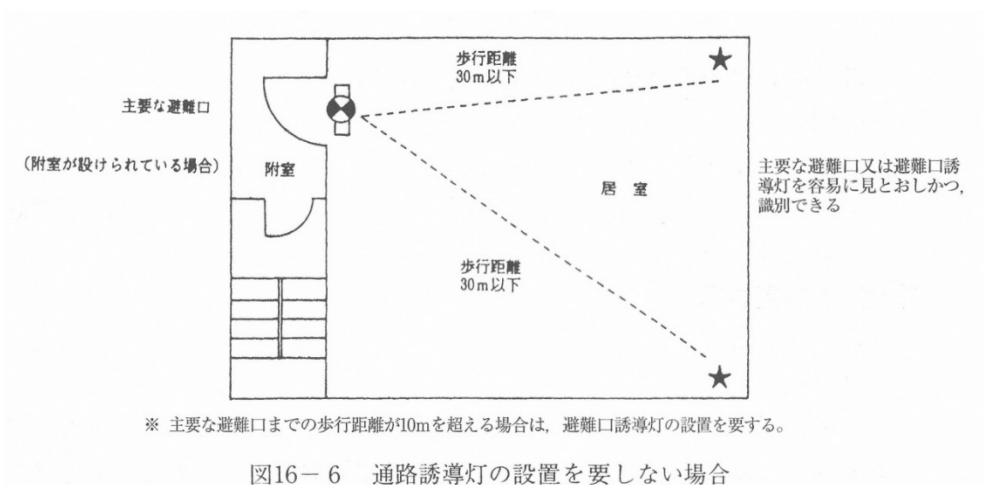 歩行距離
30m以下
主要な避難口
(附室が設けられている場合)
附室
居 室
主要な避難口又は避難口誘
導灯を容易に見とおしかつ,
識別できる
歩行距離
30m以下
※ 主要な避難口までの歩行距離が10mを超える場合は, 避難口誘導灯の設置を要する。
図16-6 通路誘導灯の設置を要しない場合